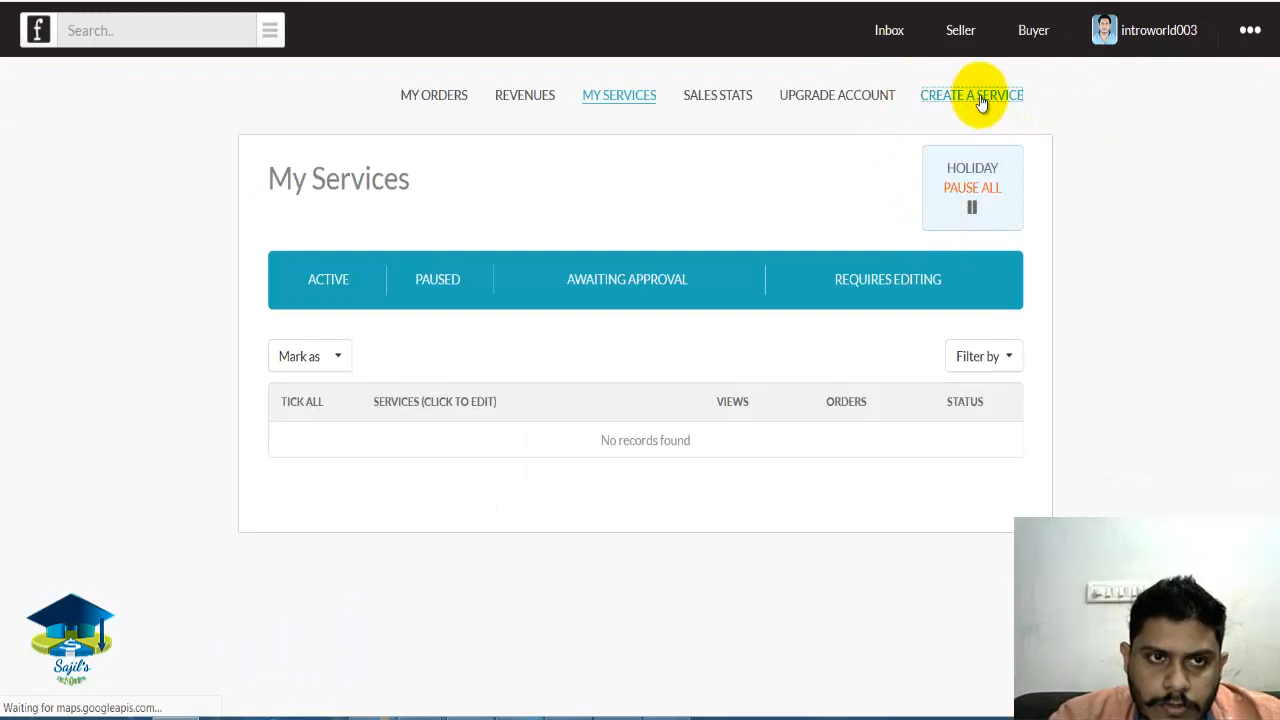 f Search..
Inbox Seller Buyer introworld003 •••
MY ORDERS REVENUES MY SERVICES SALES STATS UPGRADE ACCOUNT CREATE A SERVICE
My Services
HOLIDAY
PAUSE ALL
ACTIVE PAUSED AWAITING APPROVAL REQUIRES EDITING
Mark as Filter by
TICK ALL SERVICES (CLICK TO EDIT) VIEWS ORDERS STATUS
No records found
Sajil's
Waiting for maps.googleapis.com...